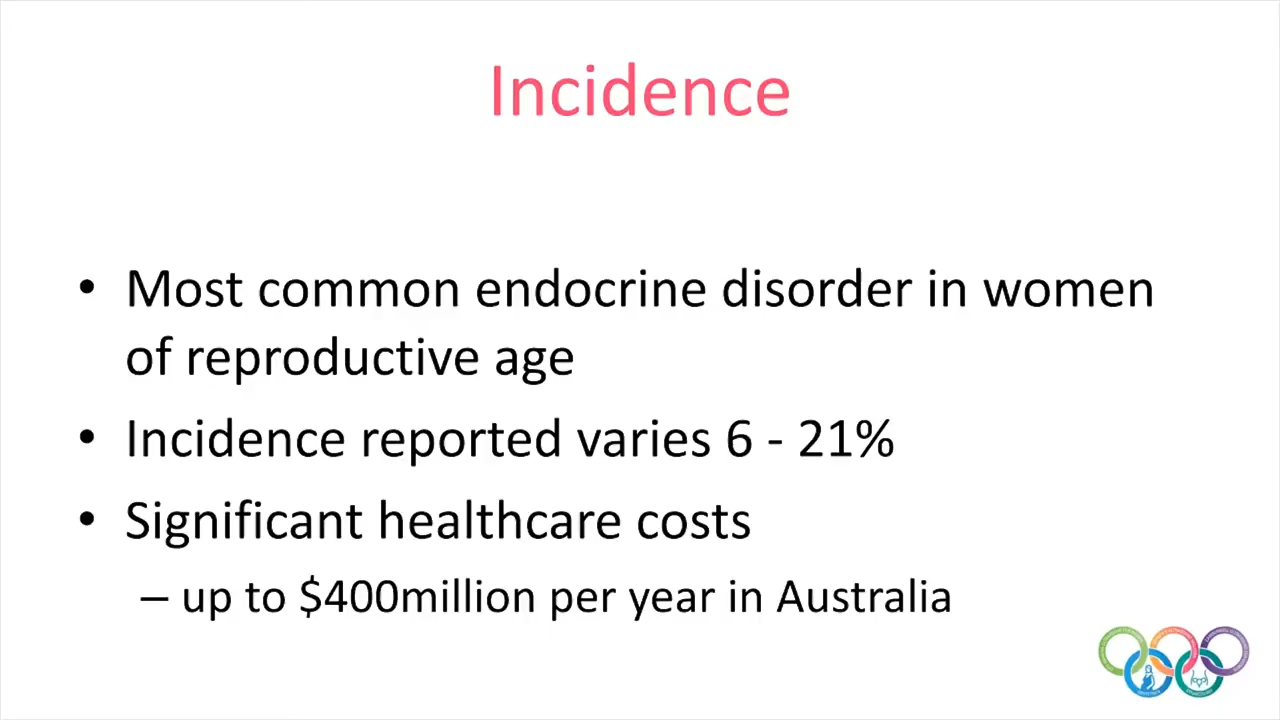 Incidence
• Most common endocrine disorder in women
of reproductive age
• Incidence reported varies 6 - 21%
• Significant healthcare costs
– up to $400million per year in Australia